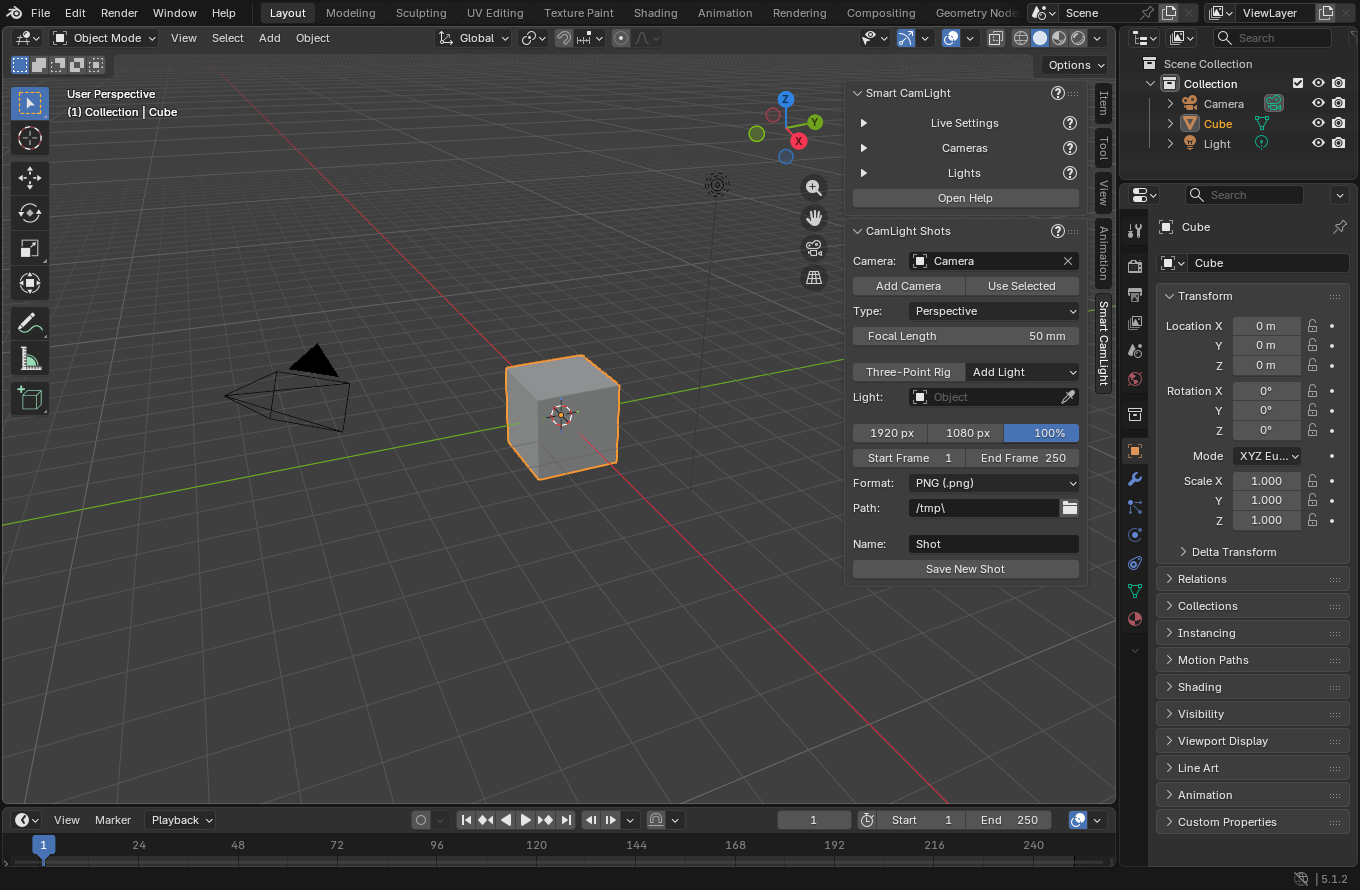 File Edit Render Window Help Layout Modeling Sculpting UV Editing Texture Paint Shading Animation Rendering Compositing Geometry Node Scene ViewLayer
Object Mode View Select Add Object Global Search
Options
User Perspective
(1) Collection | Cube
Z
Y
X
Smart CamLight
Live Settings
Cameras
Lights
Open Help
CamLight Shots
Camera: Camera
Add Camera Use Selected
Type: Perspective
Focal Length 50 mm
Three-Point Rig Add Light
Light: Object
1920 px 1080 px 100%
Start Frame 1 End Frame 250
Format: PNG (.png)
Path: /tmp\
Name: Shot
Save New Shot
Item
Tool
View
Animation
Smart CamLight
Scene Collection
Collection
Camera
Cube
Light
Search
Cube
Cube
Transform
Location X 0 m
Y 0 m
Z 0 m
Rotation X 0°
Y 0°
Z 0°
Mode XYZ Eu...
Scale X 1.000
Y 1.000
Z 1.000
Delta Transform
Relations
Collections
Instancing
Motion Paths
Shading
Visibility
Viewport Display
Line Art
Animation
Custom Properties
View Marker Playback 1 Start 1 End 250
1 24 48 72 96 120 144 168 192 216 240
5.1.2